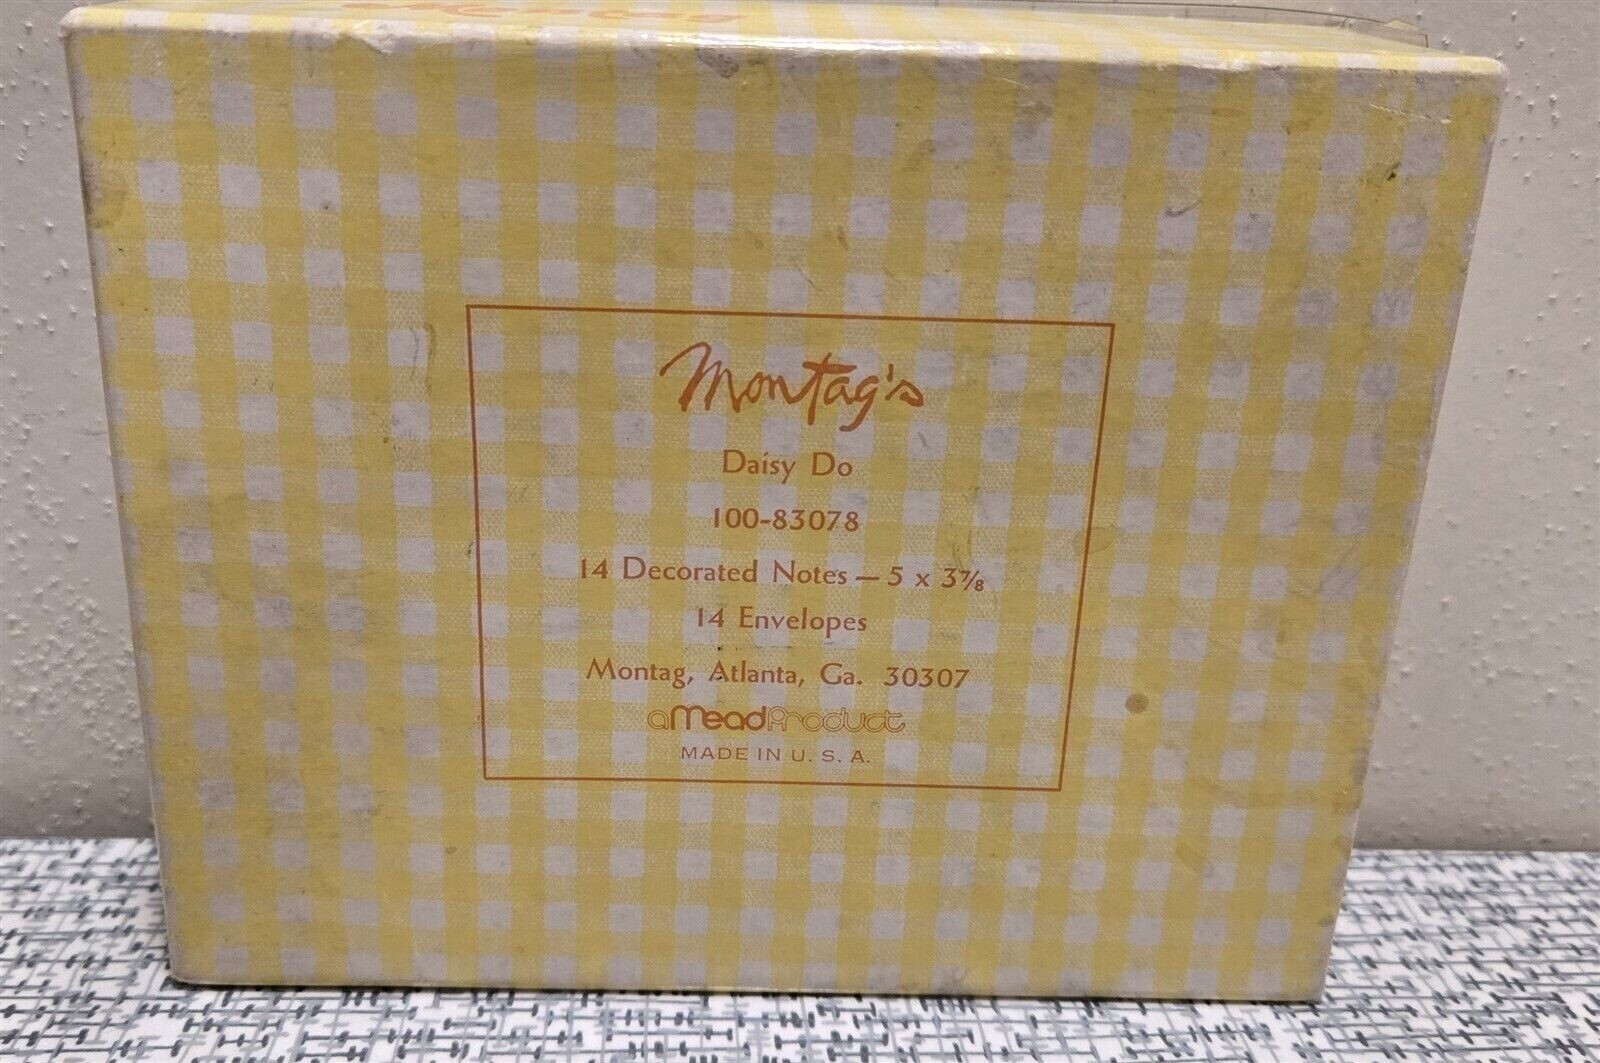 Montag's
Daisy Do
100-83078
14 Decorated Notes — 5 x 3⅞
14 Envelopes
Montag, Atlanta, Ga. 30307
a Mead Product
MADE IN U. S. A.